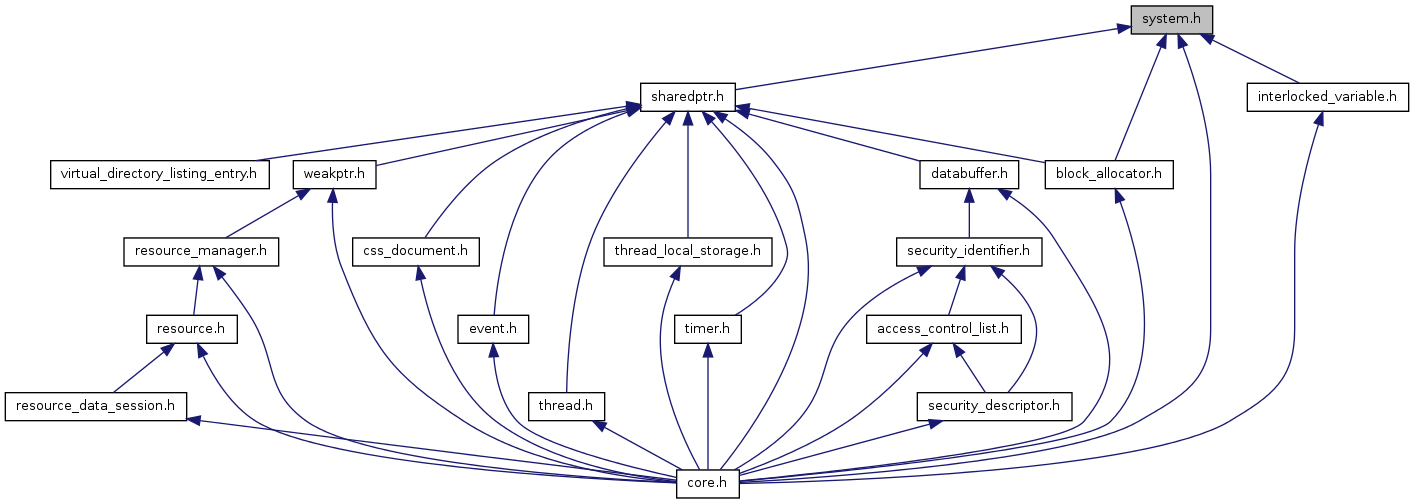 system.h
sharedptr.h
interlocked_variable.h
virtual_directory_listing_entry.h
weakptr.h
databuffer.h
block_allocator.h
resource_manager.h
css_document.h
thread_local_storage.h
security_identifier.h
resource.h
event.h
timer.h
access_control_list.h
resource_data_session.h
thread.h
security_descriptor.h
core.h